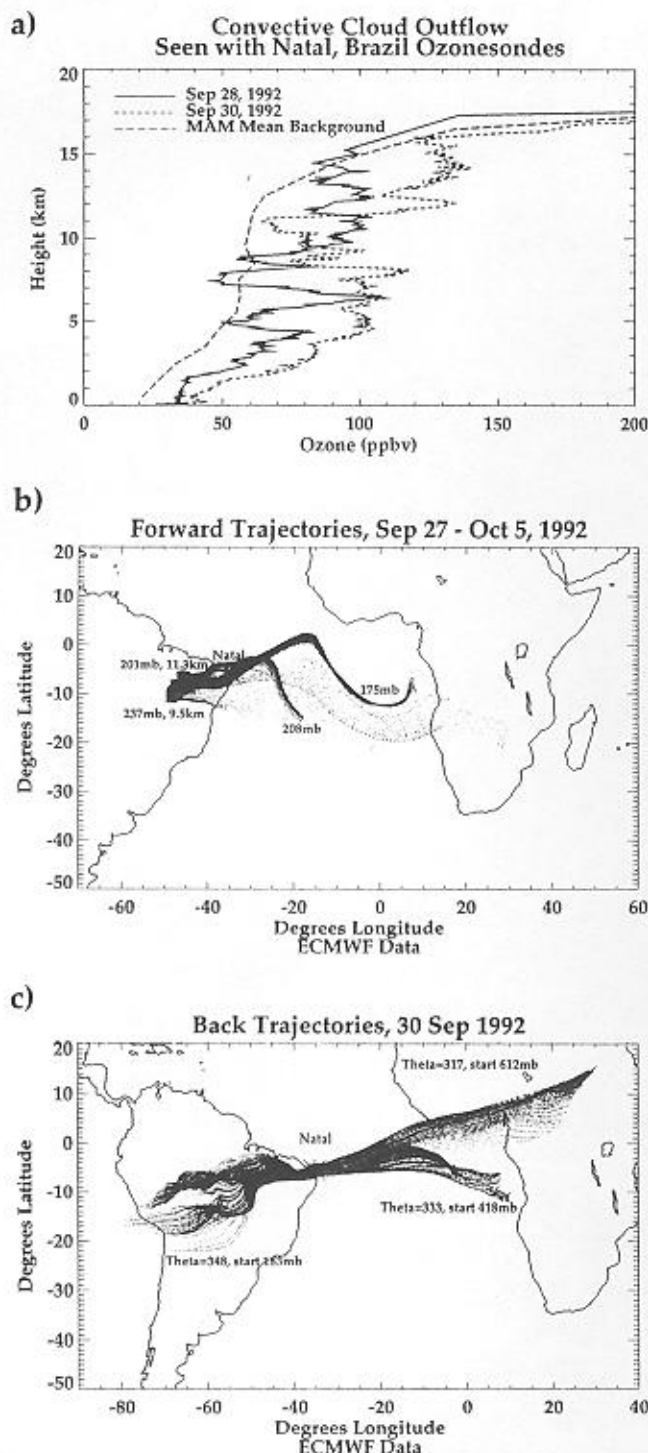 a)
Convective Cloud Outflow
Seen with Natal, Brazil Ozonesondes
20
15
10
5
0
Height (km)
Sep 28, 1992
Sep 30, 1992
MAM Mean Background
0 50 100 150 200
Ozone (ppbv)
b)
Forward Trajectories, Sep 27 - Oct 5, 1992
20
10
0
-10
-20
-30
-40
-50
Degrees Latitude
Natal
201mb, 11.3km
237mb, 9.5km
175mb
208mb
-60 -40 -20 0 20 40 60
Degrees Longitude
ECMWF Data
c)
Back Trajectories, 30 Sep 1992
20
10
0
-10
-20
-30
-40
-50
Degrees Latitude
Theta=317, start 612mb
Natal
Theta=333, start 418mb
Theta=348, start
-80 -60 -40 -20 0 20 40
Degrees Longitude
ECMWF Data